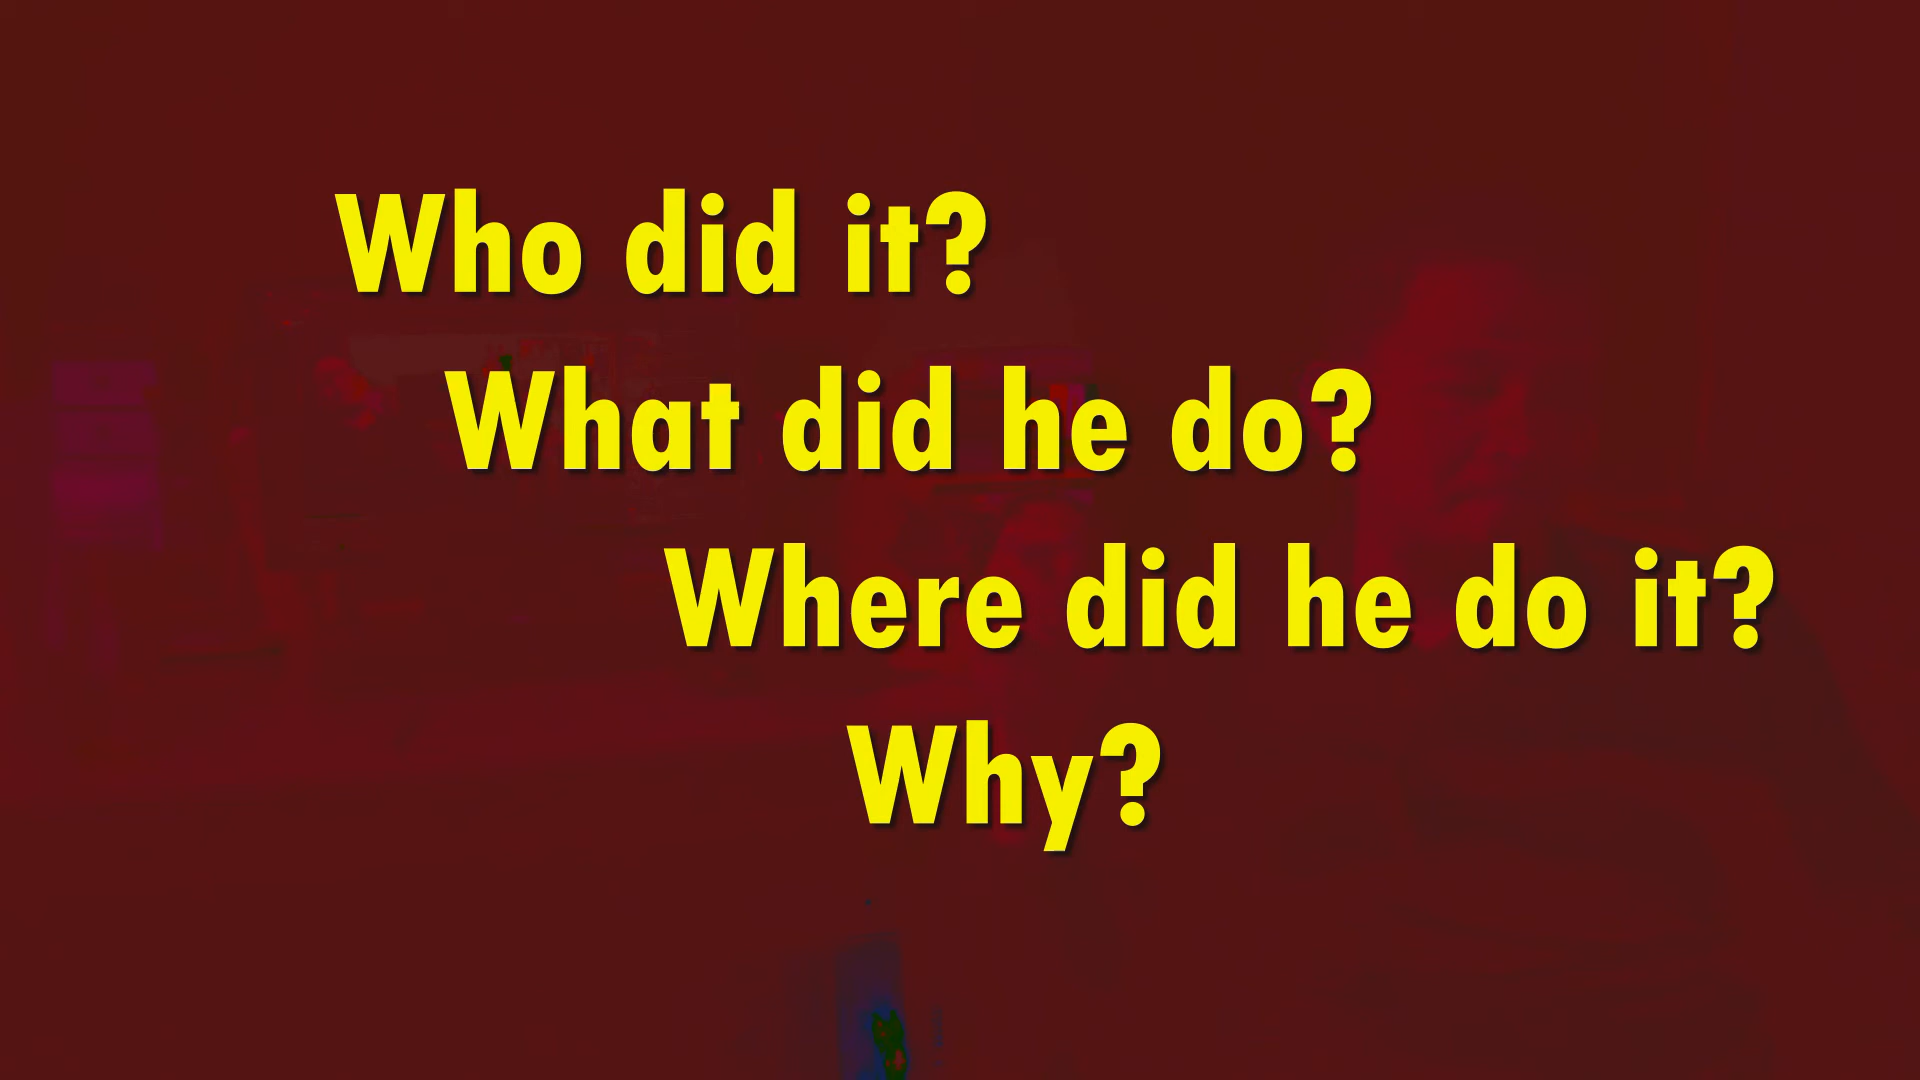 Who did it?
What did he do?
Where did he do it?
Why?